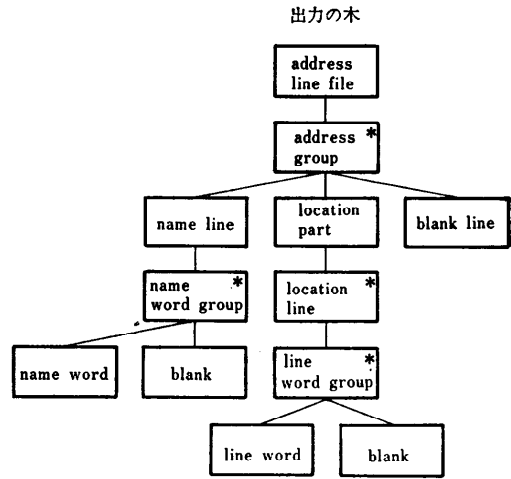 出力の木
address
line file
address *
group
name line
location
part
blank line
name *
word group
location *
line
name word
blank
line *
word group
line word
blank